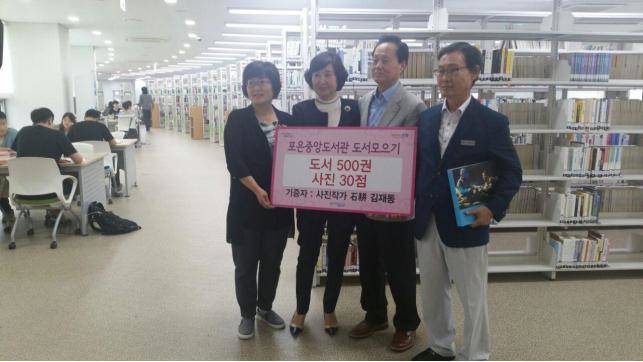 포은중앙도서관 도서모으기
도서 500권
사진 30점
기증자 : 사진작가 石耕 김재동